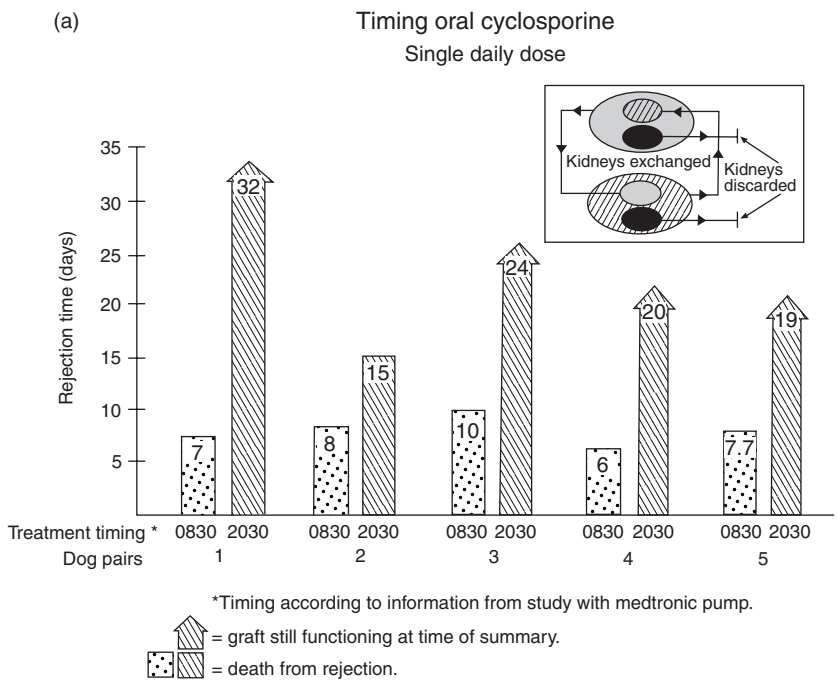 (a)
Timing oral cyclosporine
Single daily dose
Kidneys exchanged
Kidneys
discarded
Rejection time (days)
35
30
25
20
15
10
5
7
32
8
15
10
24
6
20
7.7
19
Treatment timing * 0830 2030 0830 2030 0830 2030 0830 2030 0830 2030
Dog pairs 1 2 3 4 5
*Timing according to information from study with medtronic pump.
= graft still functioning at time of summary.
= death from rejection.